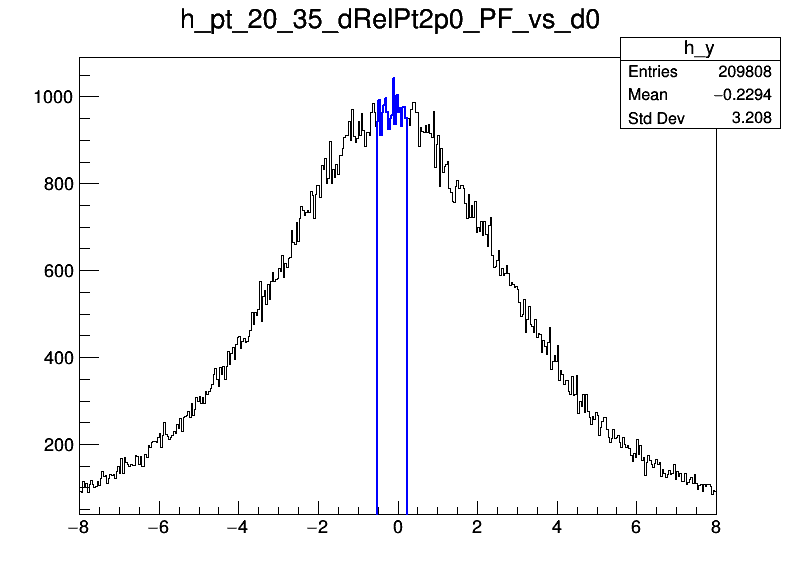 h_pt_20_35_dRelPt2p0_PF_vs_d0
h_y
Entries 209808
Mean −0.2294
Std Dev 3.208
1000
800
600
400
200
−8 −6 −4 −2 0 2 4 6 8